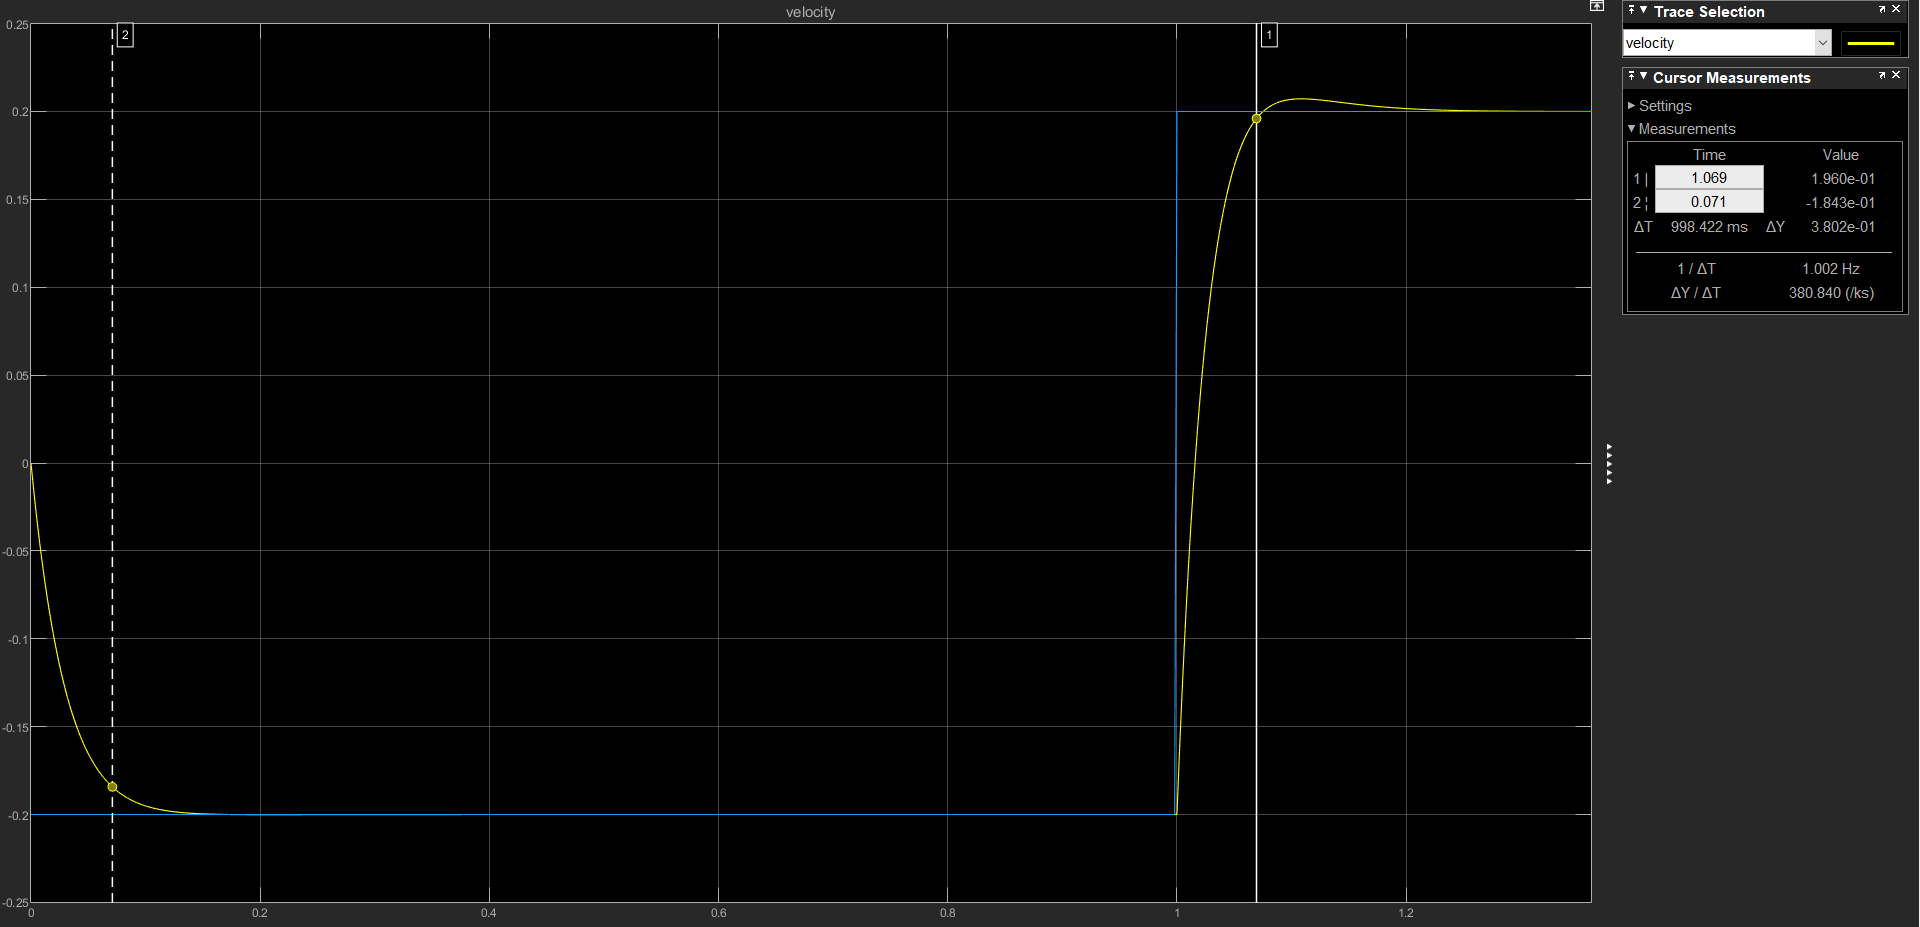 velocity
0.25
0.2
0.15
0.1
0.05
0
-0.05
-0.1
-0.15
-0.2
-0.25
0 0.2 0.4 0.6 0.8 1 1.2
2
1
Trace Selection
velocity
Cursor Measurements
Settings
Measurements
Time Value
1 | 1.069 1.960e-01
2 ¦ 0.071 -1.843e-01
ΔT 998.422 ms ΔY 3.802e-01
1 / ΔT 1.002 Hz
ΔY / ΔT 380.840 (/ks)